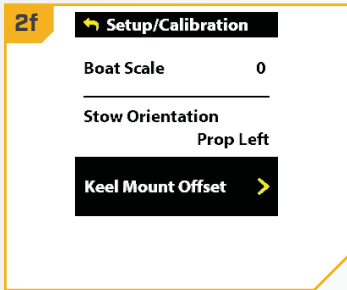 2f
Setup/Calibration
Boat Scale 0
Stow Orientation
Prop Left
Keel Mount Offset